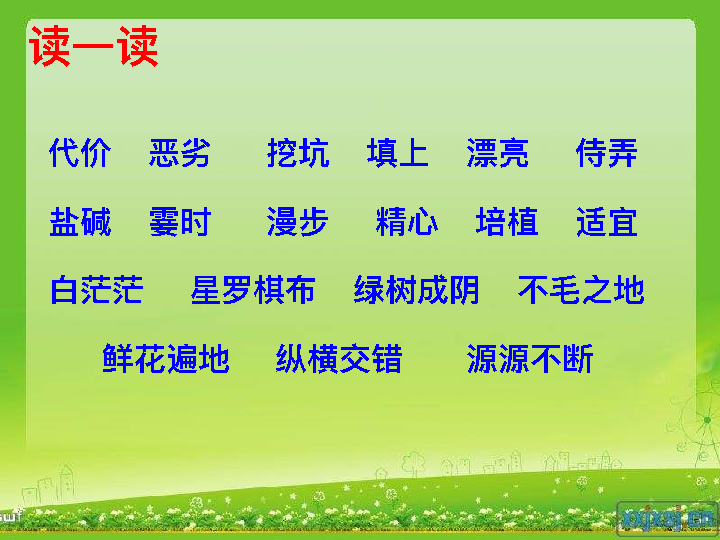 读一读
代价 恶劣 挖坑 填上 漂亮 侍弄
盐碱 霎时 漫步 精心 培植 适宜
白茫茫 星罗棋布 绿树成阴 不毛之地
鲜花遍地 纵横交错 源源不断